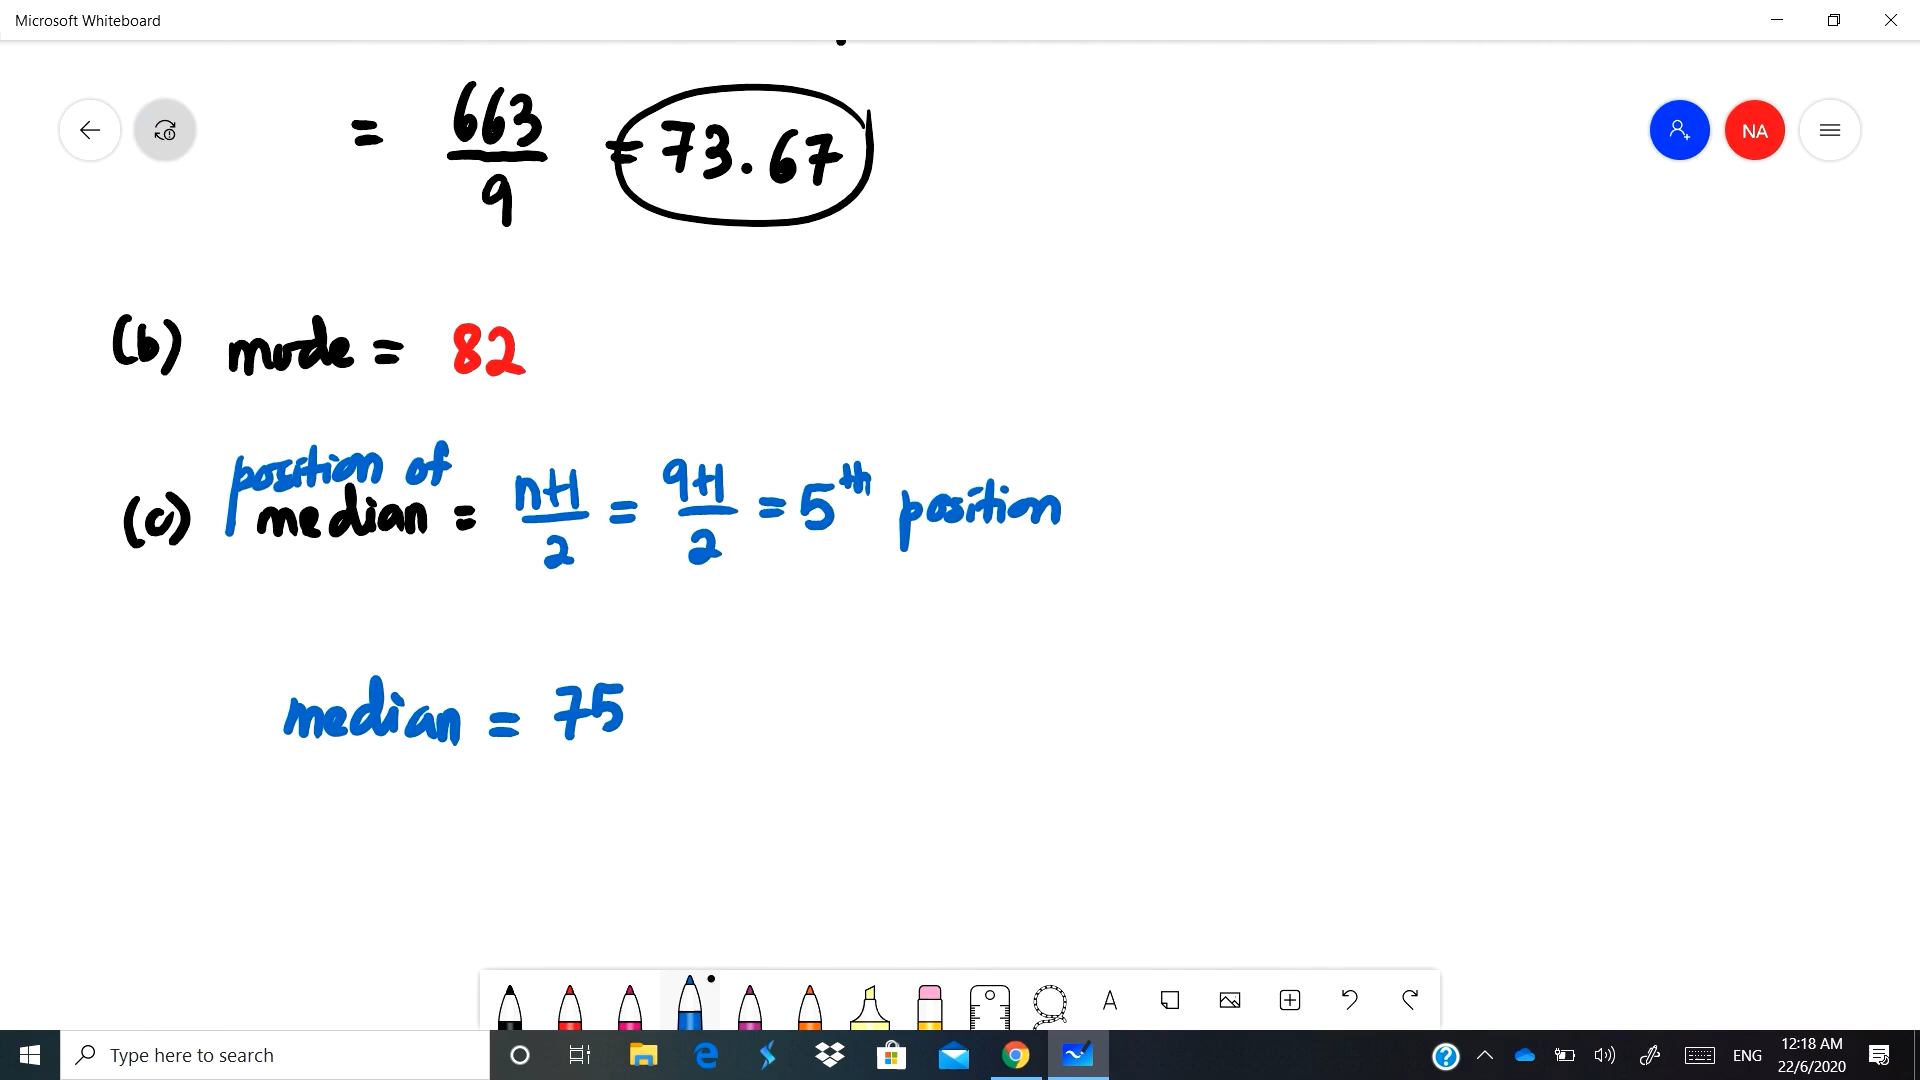 Microsoft Whiteboard
= 663/9 = 73.67
NA
(b) mode = 82
position of
(c) median = n+1/2 = 9+1/2 = 5th position
median = 75
A
Type here to search
ENG
12:18 AM
22/6/2020